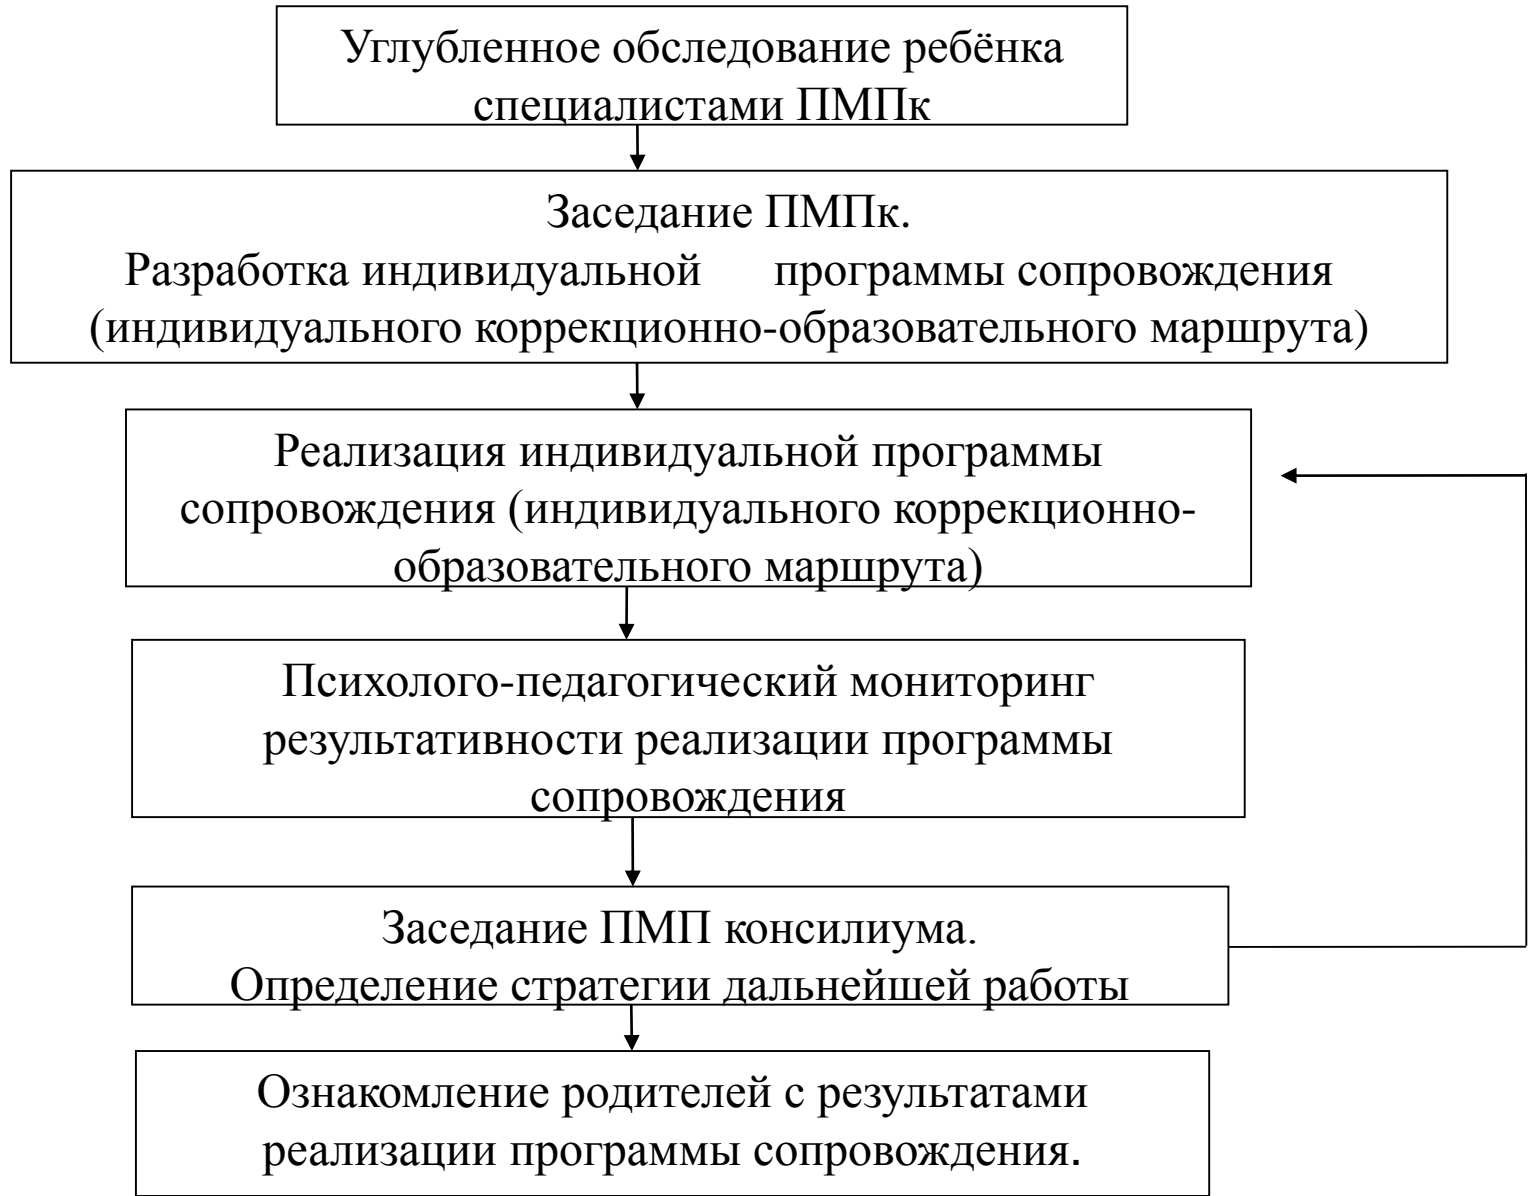 Углубленное обследование ребёнка
специалистами ПМПк
Заседание ПМПк.
Разработка индивидуальной программы сопровождения
(индивидуального коррекционно-образовательного маршрута)
Реализация индивидуальной программы
сопровождения (индивидуального коррекционно-
образовательного маршрута)
Психолого-педагогический мониторинг
результативности реализации программы
сопровождения
Заседание ПМП консилиума.
Определение стратегии дальнейшей работы
Ознакомление родителей с результатами
реализации программы сопровождения.